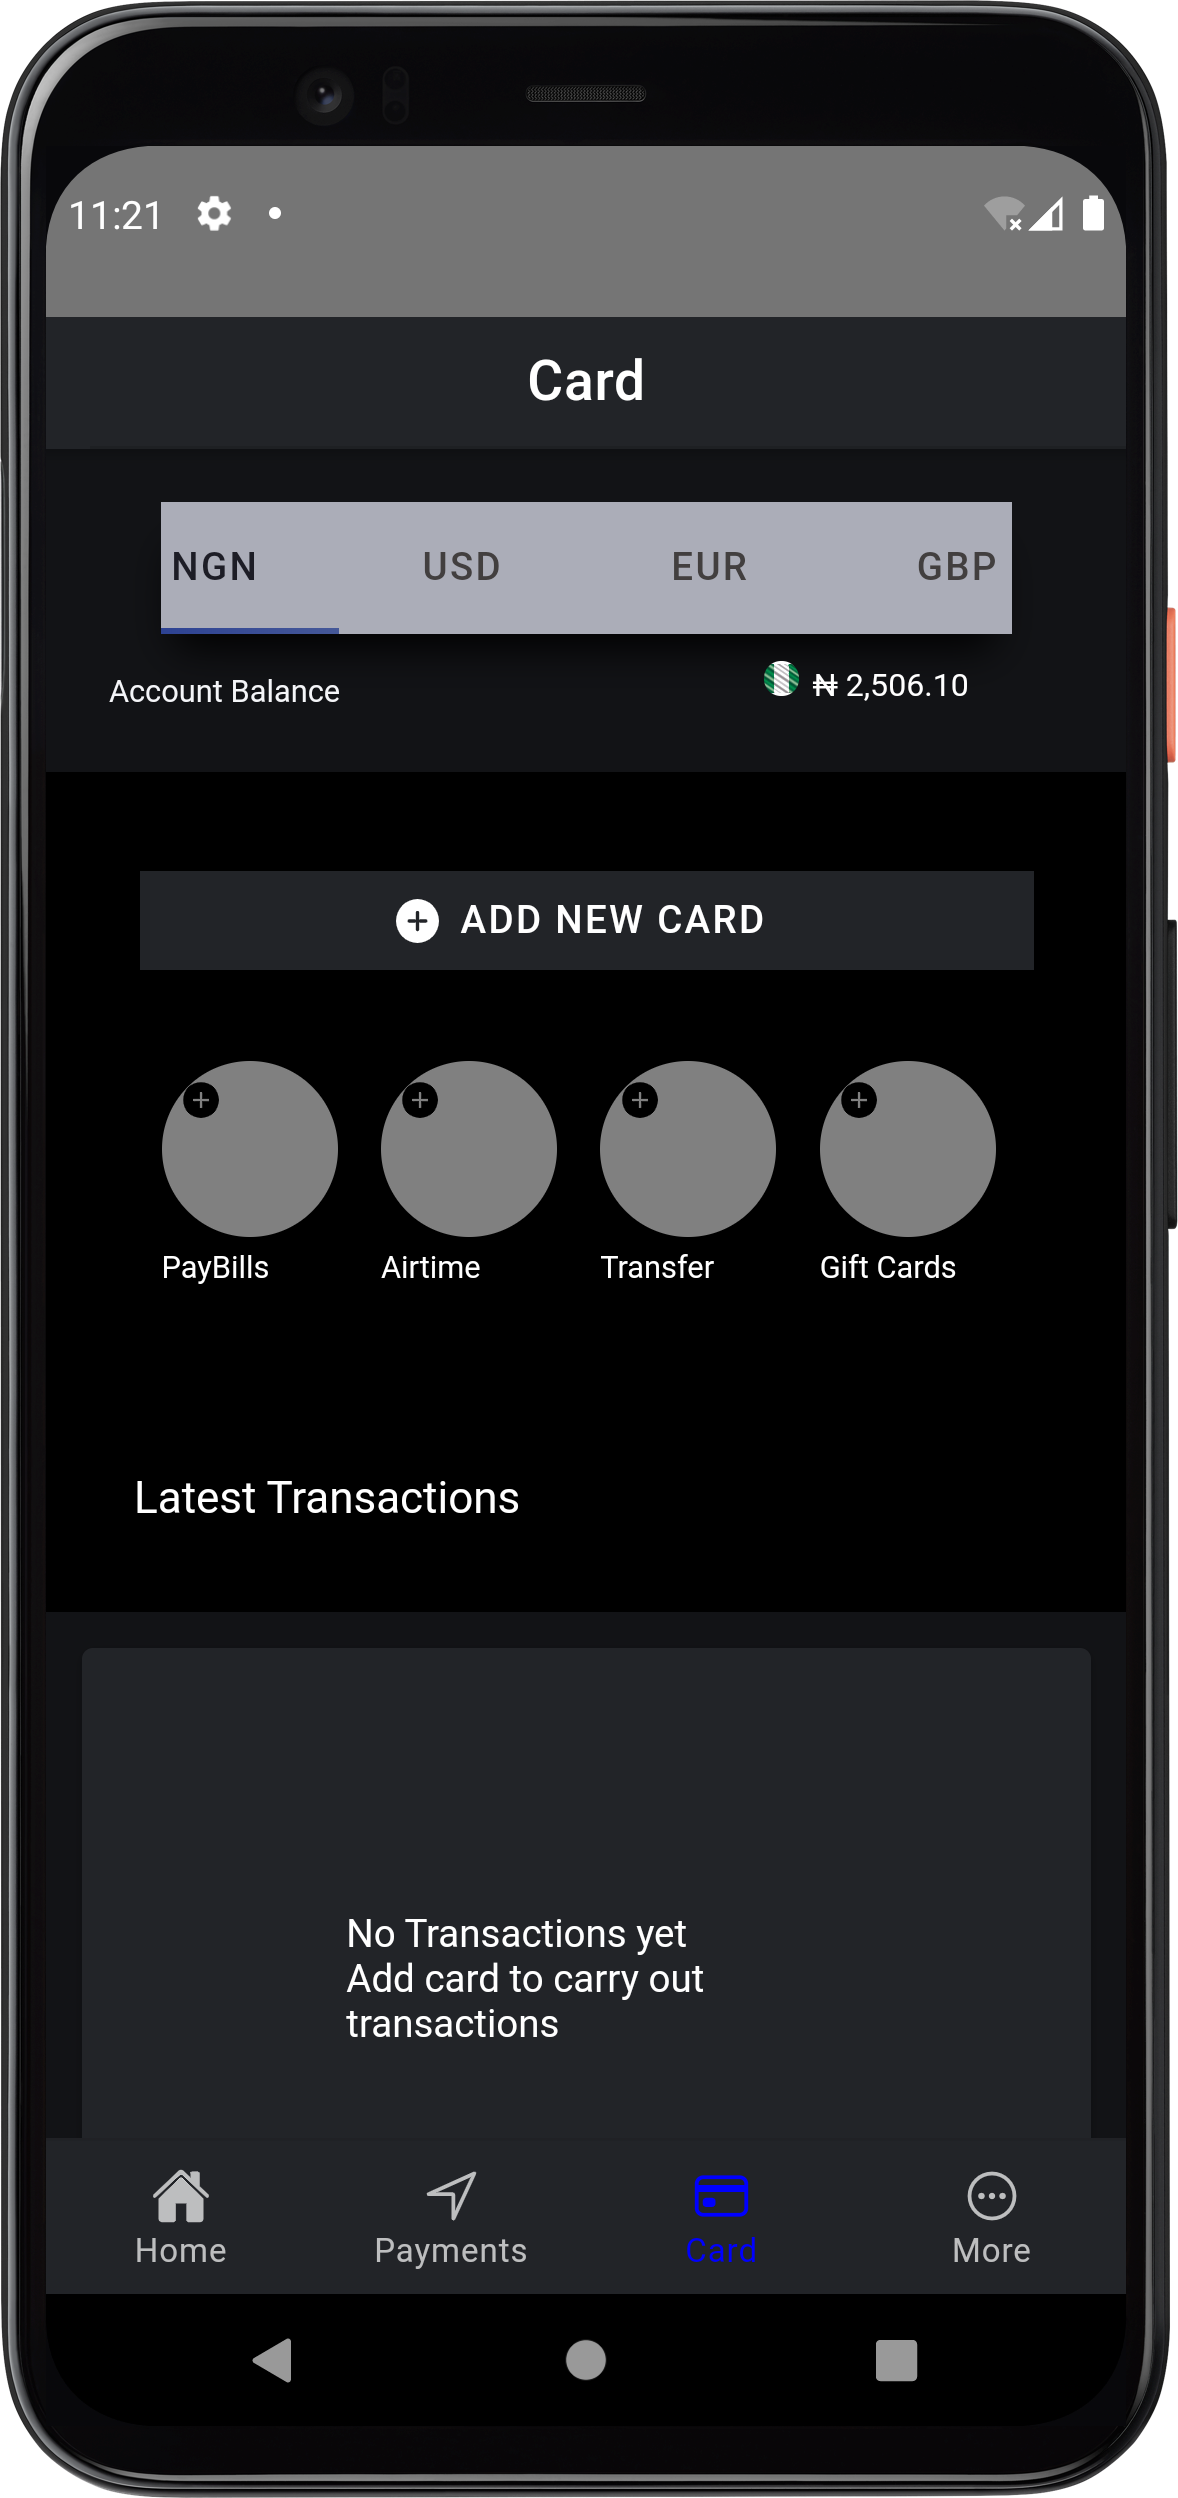 11:21
Card
NGN USD EUR GBP
Account Balance ₦ 2,506.10
ADD NEW CARD
PayBills Airtime Transfer Gift Cards
Latest Transactions
No Transactions yet
Add card to carry out
transactions
Home Payments Card More